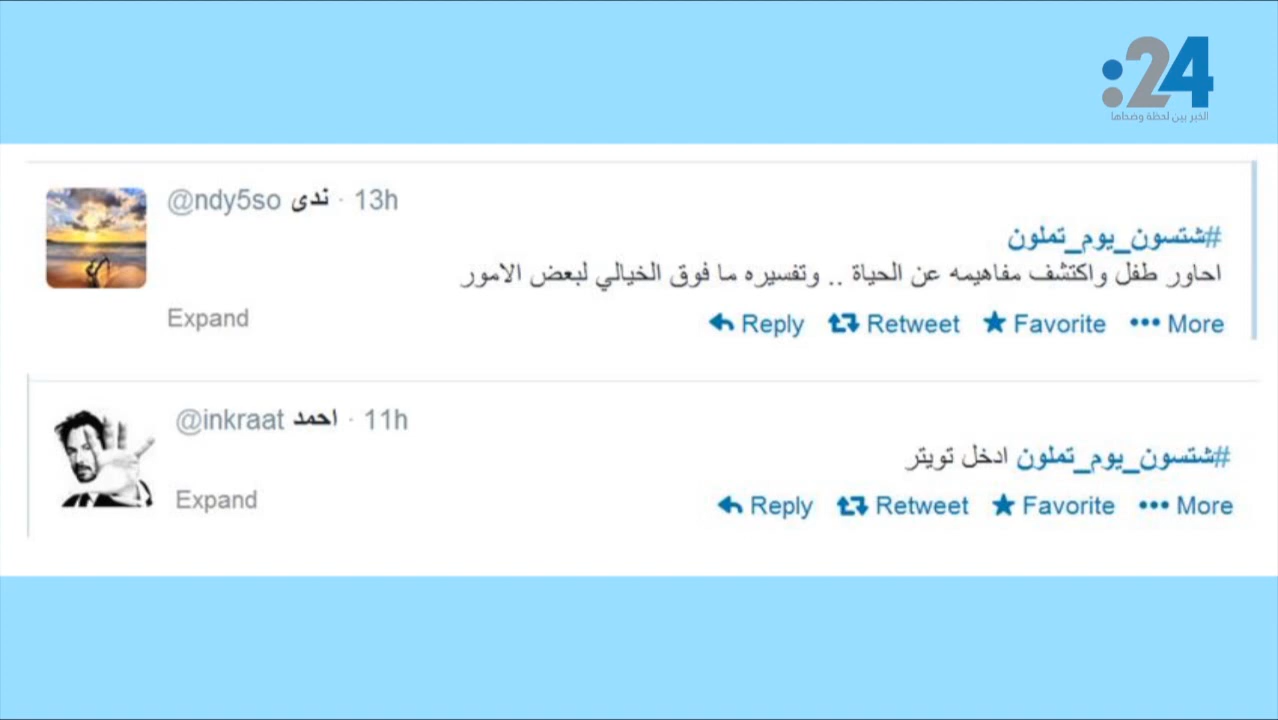 :24
الخبر بين لحظة وضحاها
@ndy5so ندى · 13h
#شتسون_يوم_تملون
احاور طفل واكتشف مفاهيمه عن الحياة .. وتفسيره ما فوق الخيالي لبعض الامور
Expand Reply Retweet Favorite More
@inkraat احمد · 11h
#شتسون_يوم_تملون ادخل تويتر
Expand Reply Retweet Favorite More